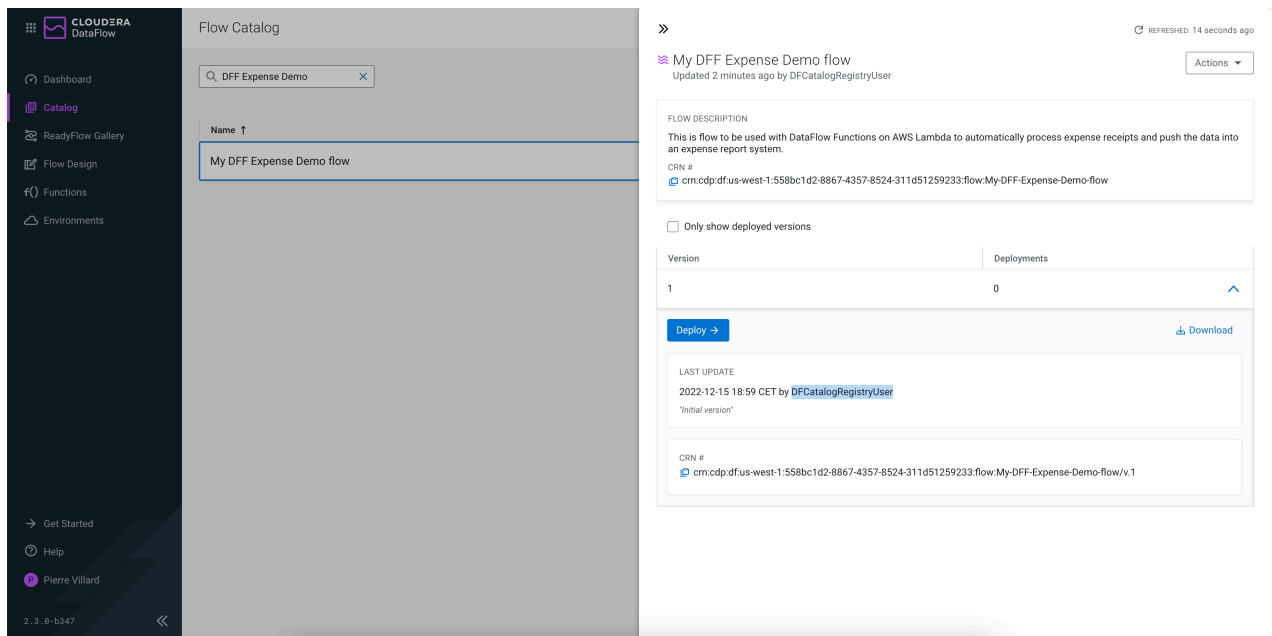 CLOUDERA
DataFlow
Dashboard
Catalog
ReadyFlow Gallery
Flow Design
f() Functions
Environments
Get Started
Help
P Pierre Villard
2.3.0-b347
Flow Catalog
DFF Expense Demo
Name ↑
My DFF Expense Demo flow
REFRESHED: 14 seconds ago
My DFF Expense Demo flow
Updated 2 minutes ago by DFCatalogRegistryUser
Actions
FLOW DESCRIPTION
This is flow to be used with DataFlow Functions on AWS Lambda to automatically process expense receipts and push the data into
an expense report system.
CRN #
crn:cdp:df:us-west-1:558bc1d2-8867-4357-8524-311d51259233:flow:My-DFF-Expense-Demo-flow
Only show deployed versions
Version Deployments
1 0
Deploy → Download
LAST UPDATE
2022-12-15 18:59 CET by DFCatalogRegistryUser
"Initial version"
CRN #
crn:cdp:df:us-west-1:558bc1d2-8867-4357-8524-311d51259233:flow:My-DFF-Expense-Demo-flow/v.1